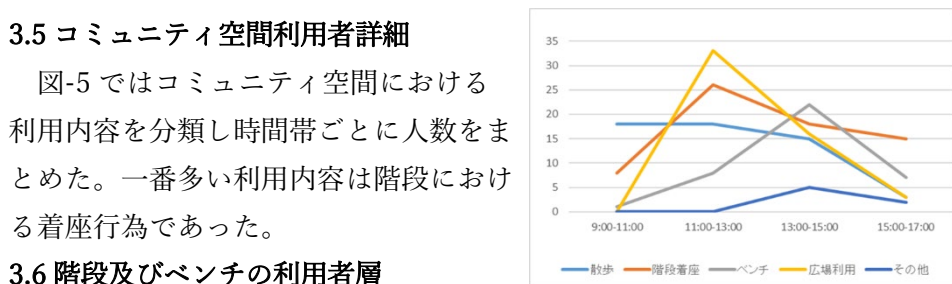 3.5 コミュニティ空間利用者詳細
図-5 ではコミュニティ空間における
利用内容を分類し時間帯ごとに人数をま
とめた。一番多い利用内容は階段におけ
る着座行為であった。
3.6 階段及びベンチの利用者層
35
30
25
20
15
10
5
0
9:00-11:00 11:00-13:00 13:00-15:00 15:00-17:00
散歩 階段着座 ベンチ 広場利用 その他